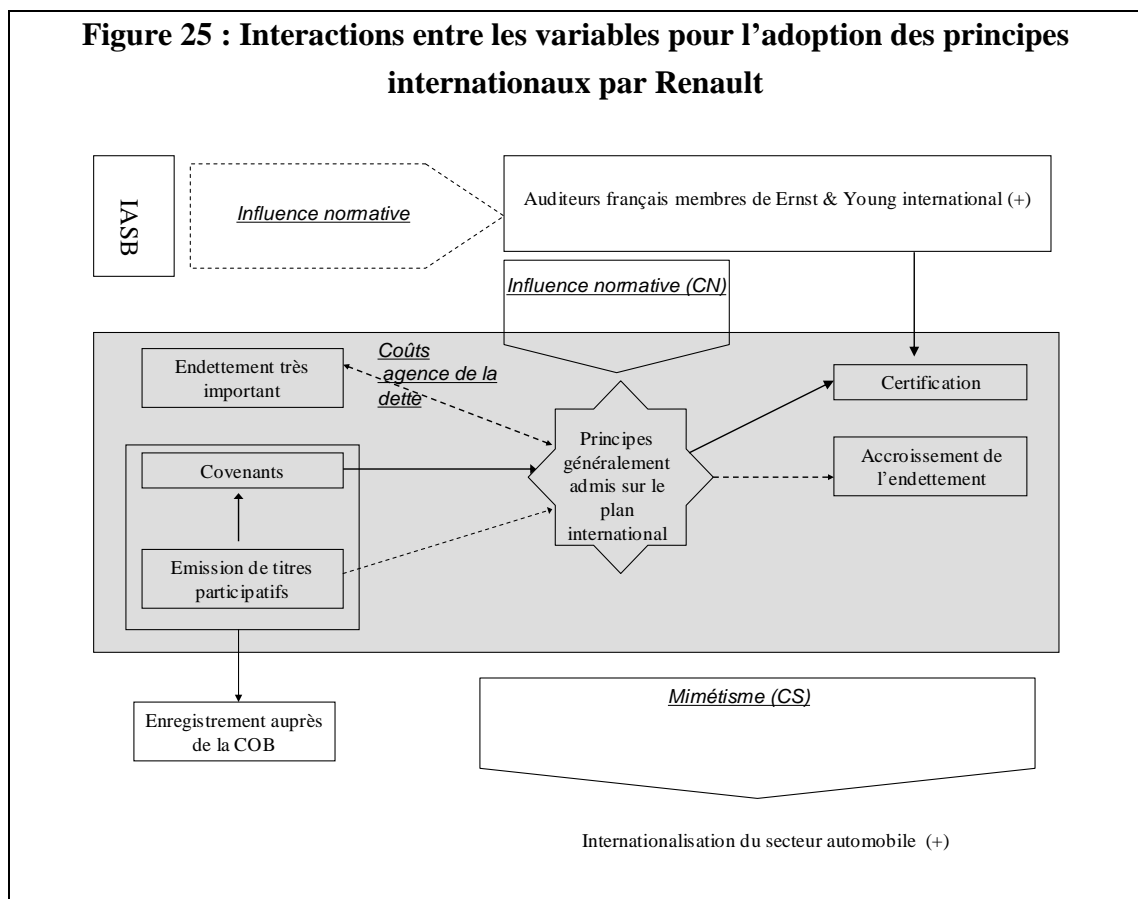 Figure 25 : Interactions entre les variables pour l’adoption des principes
internationaux par Renault
IASB
Influence normative
Auditeurs français membres de Ernst & Young international (+)
Influence normative (CN)
Endettement très
important
Coûts
agence de la
dette
Certification
Principes
généralement
admis sur le
plan
international
Covenants
Accroissement de
l’endettement
Emission de titres
participatifs
Enregistrement auprès
de la COB
Mimétisme (CS)
Internationalisation du secteur automobile (+)